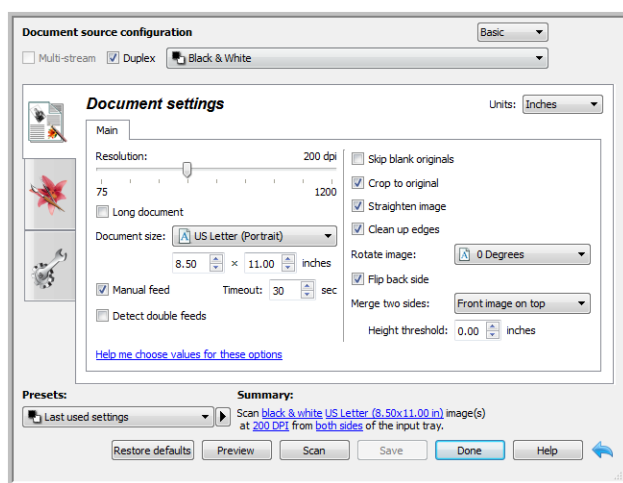 Document source configuration
Basic
Multi-stream
Duplex
Black & White
Document settings
Units: Inches
Main
Resolution: 200 dpi
75 1200
Long document
Document size: US Letter (Portrait)
8.50 × 11.00 inches
Manual feed Timeout: 30 sec
Detect double feeds
Help me choose values for these options
Skip blank originals
Crop to original
Straighten image
Clean up edges
Rotate image: 0 Degrees
Flip back side
Merge two sides: Front image on top
Height threshold: 0.00 inches
Presets:
Last used settings
Summary:
Scan black & white US Letter (8.50x11.00 in) image(s)
at 200 DPI from both sides of the input tray.
Restore defaults Preview Scan Save Done Help